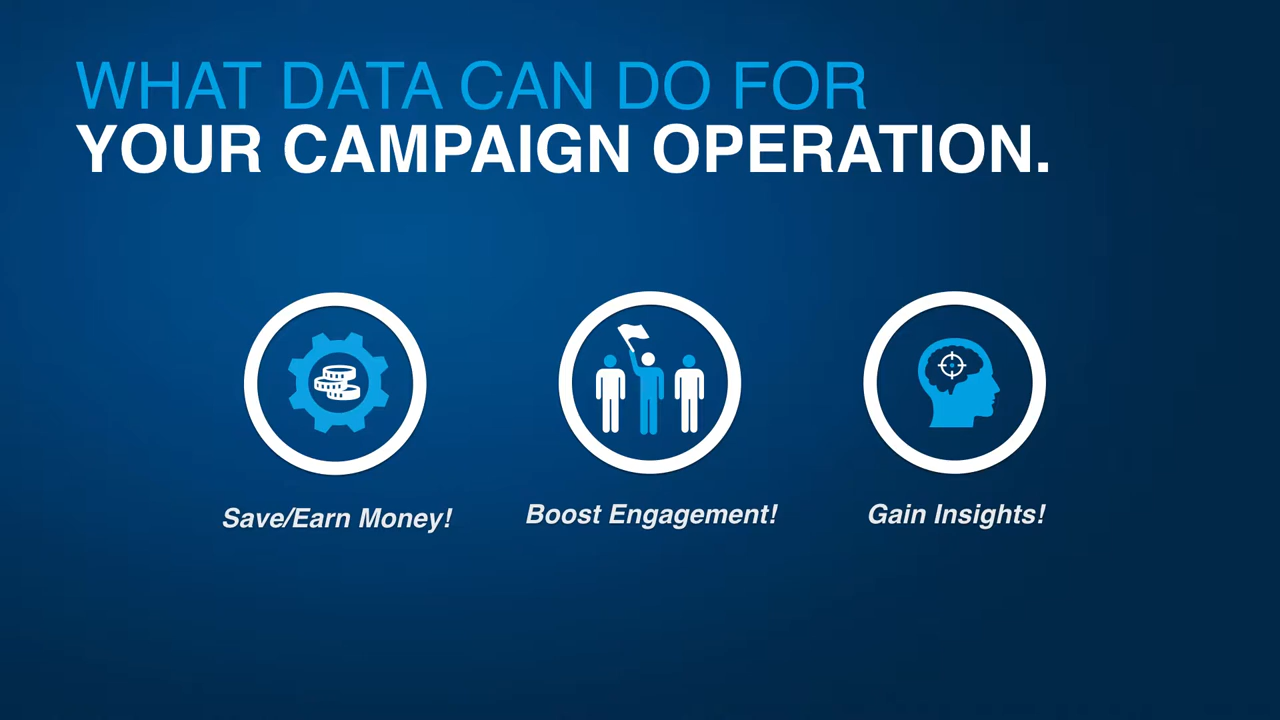 WHAT DATA CAN DO FOR
YOUR CAMPAIGN OPERATION.
Save/Earn Money!
Boost Engagement!
Gain Insights!